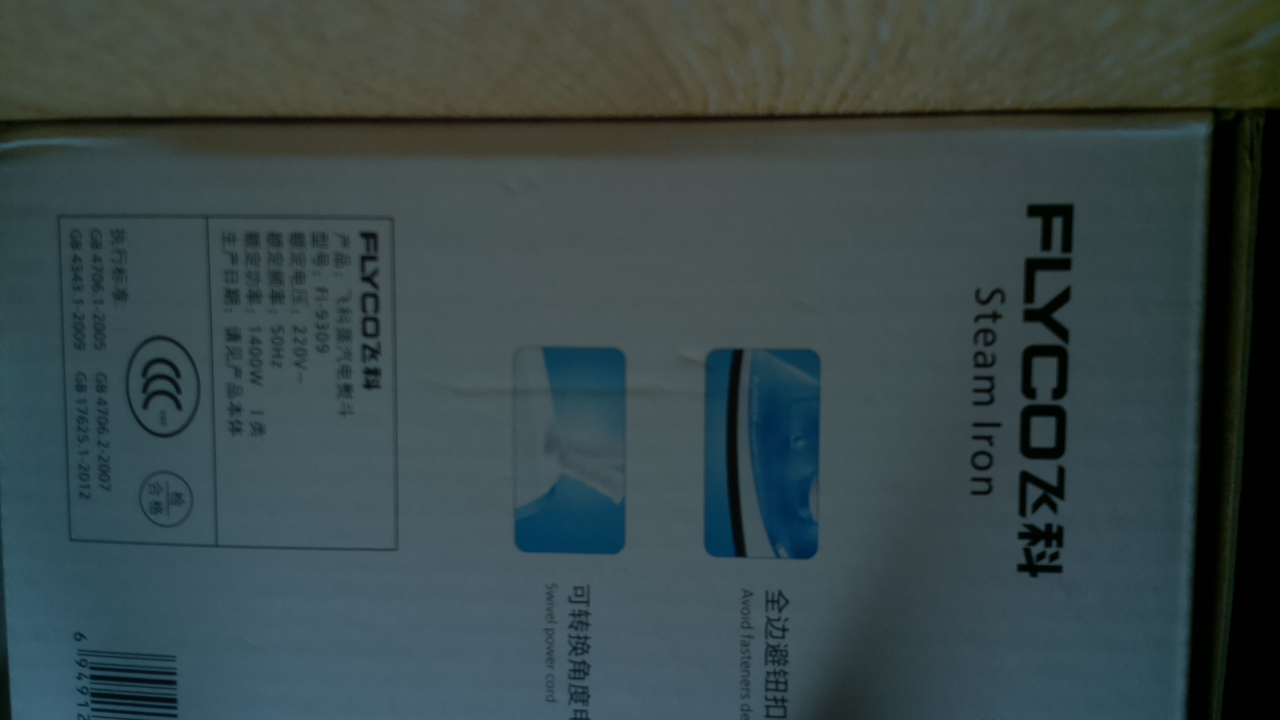 FLYCO飞科
Steam Iron
全边避钮扣
Avoid fasteners de
可转换角度
Swivel power cord
FLYCO飞科
产品：飞科蒸汽电熨斗
型号：FI-9309
额定电压：220V~
额定频率：50Hz
额定功率：1400W I类
生产日期：请见产品本体
检
合格
执行标准:
GB 4706.1-2005 GB 4706.2-2007
GB 4343.1-2009 GB 17625.1-2012
6 94912